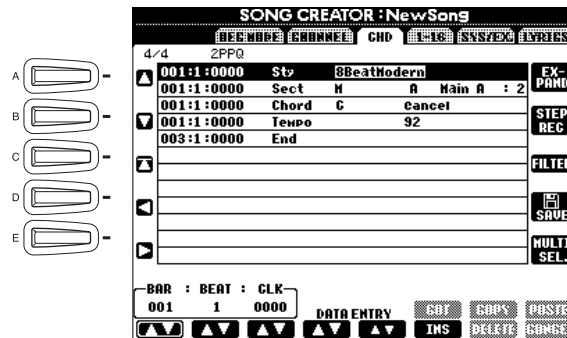 SONG CREATOR : NewSong
REC MODE CHANNEL CHD 1-16 SYS/EX. LYRICS
4/4 2PPQ
A
B
C
D
E
001:1:0000 Sty 8BeatModern
001:1:0000 Sect M A Main A : 2
001:1:0000 Chord C Cancel
001:1:0000 Tempo 92
003:1:0000 End
EX-
PAND
STEP
REC
FILTER
SAVE
MULTI
SEL.
BAR : BEAT : CLK
001 1 0000
DATA ENTRY
CUT COPY PASTE
INS DELETE CANCEL